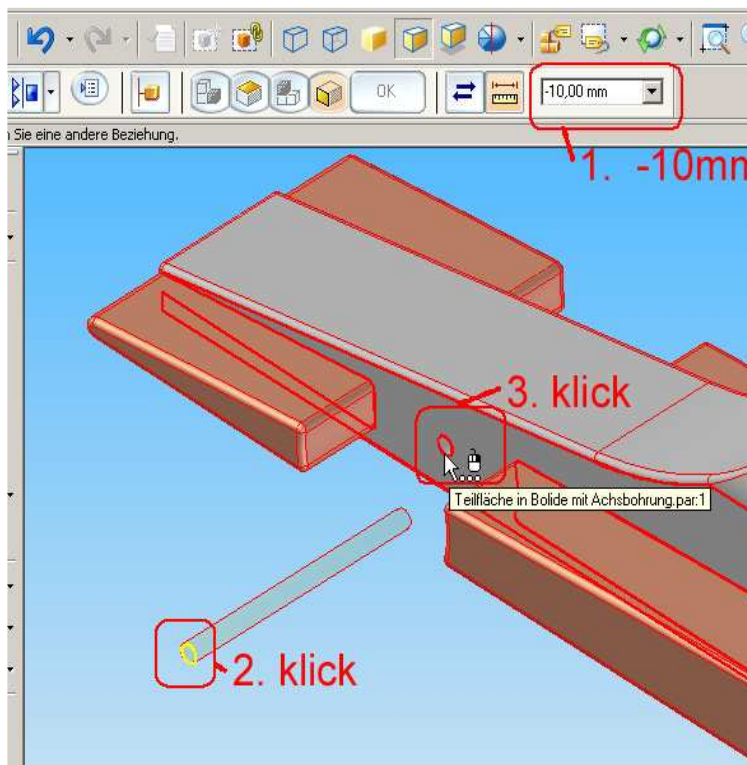 OK
-10,00 mm
n Sie eine andere Beziehung.
1. -10mm
3. klick
Teilfläche in Bolide mit Achsbohrung.par:1
2. klick